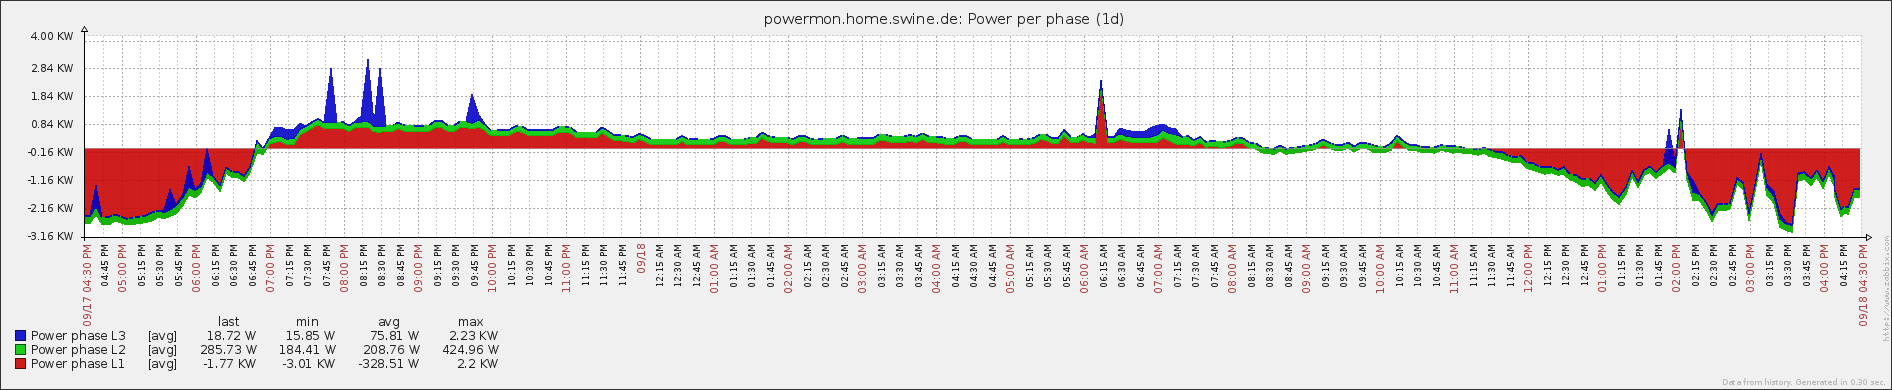 powermon.home.swine.de: Power per phase (1d)
4.00 KW
2.84 KW
1.84 KW
0.84 KW
-0.16 KW
-1.16 KW
-2.16 KW
-3.16 KW
09/17 04:30 PM 04:45 PM 05:00 PM 05:15 PM 05:30 PM 05:45 PM 06:00 PM 06:15 PM 06:30 PM 06:45 PM 07:00 PM 07:15 PM 07:30 PM 07:45 PM 08:00 PM 08:15 PM 08:30 PM 08:45 PM 09:00 PM 09:15 PM 09:30 PM 09:45 PM 10:00 PM 10:15 PM 10:30 PM 10:45 PM 11:00 PM 11:15 PM 11:30 PM 11:45 PM 09/18 12:15 AM 12:30 AM 12:45 AM 01:00 AM 01:15 AM 01:30 AM 01:45 AM 02:00 AM 02:15 AM 02:30 AM 02:45 AM 03:00 AM 03:15 AM 03:30 AM 03:45 AM 04:00 AM 04:15 AM 04:30 AM 04:45 AM 05:00 AM 05:15 AM 05:30 AM 05:45 AM 06:00 AM 06:15 AM 06:30 AM 06:45 AM 07:00 AM 07:15 AM 07:30 AM 07:45 AM 08:00 AM 08:15 AM 08:30 AM 08:45 AM 09:00 AM 09:15 AM 09:30 AM 09:45 AM 10:00 AM 10:15 AM 10:30 AM 10:45 AM 11:00 AM 11:15 AM 11:30 AM 11:45 AM 12:00 PM 12:15 PM 12:30 PM 12:45 PM 01:00 PM 01:15 PM 01:30 PM 01:45 PM 02:00 PM 02:15 PM 02:30 PM 02:45 PM 03:00 PM 03:15 PM 03:30 PM 03:45 PM 04:00 PM 04:15 PM 09/18 04:30 PM
last min avg max
Power phase L3 [avg] 18.72 W 15.85 W 75.81 W 2.23 KW
Power phase L2 [avg] 285.73 W 184.41 W 208.76 W 424.96 W
Power phase L1 [avg] -1.77 KW -3.01 KW -328.51 W 2.2 KW
http://www.zabbix.com
Data from history. Generated in 0.30 sec.